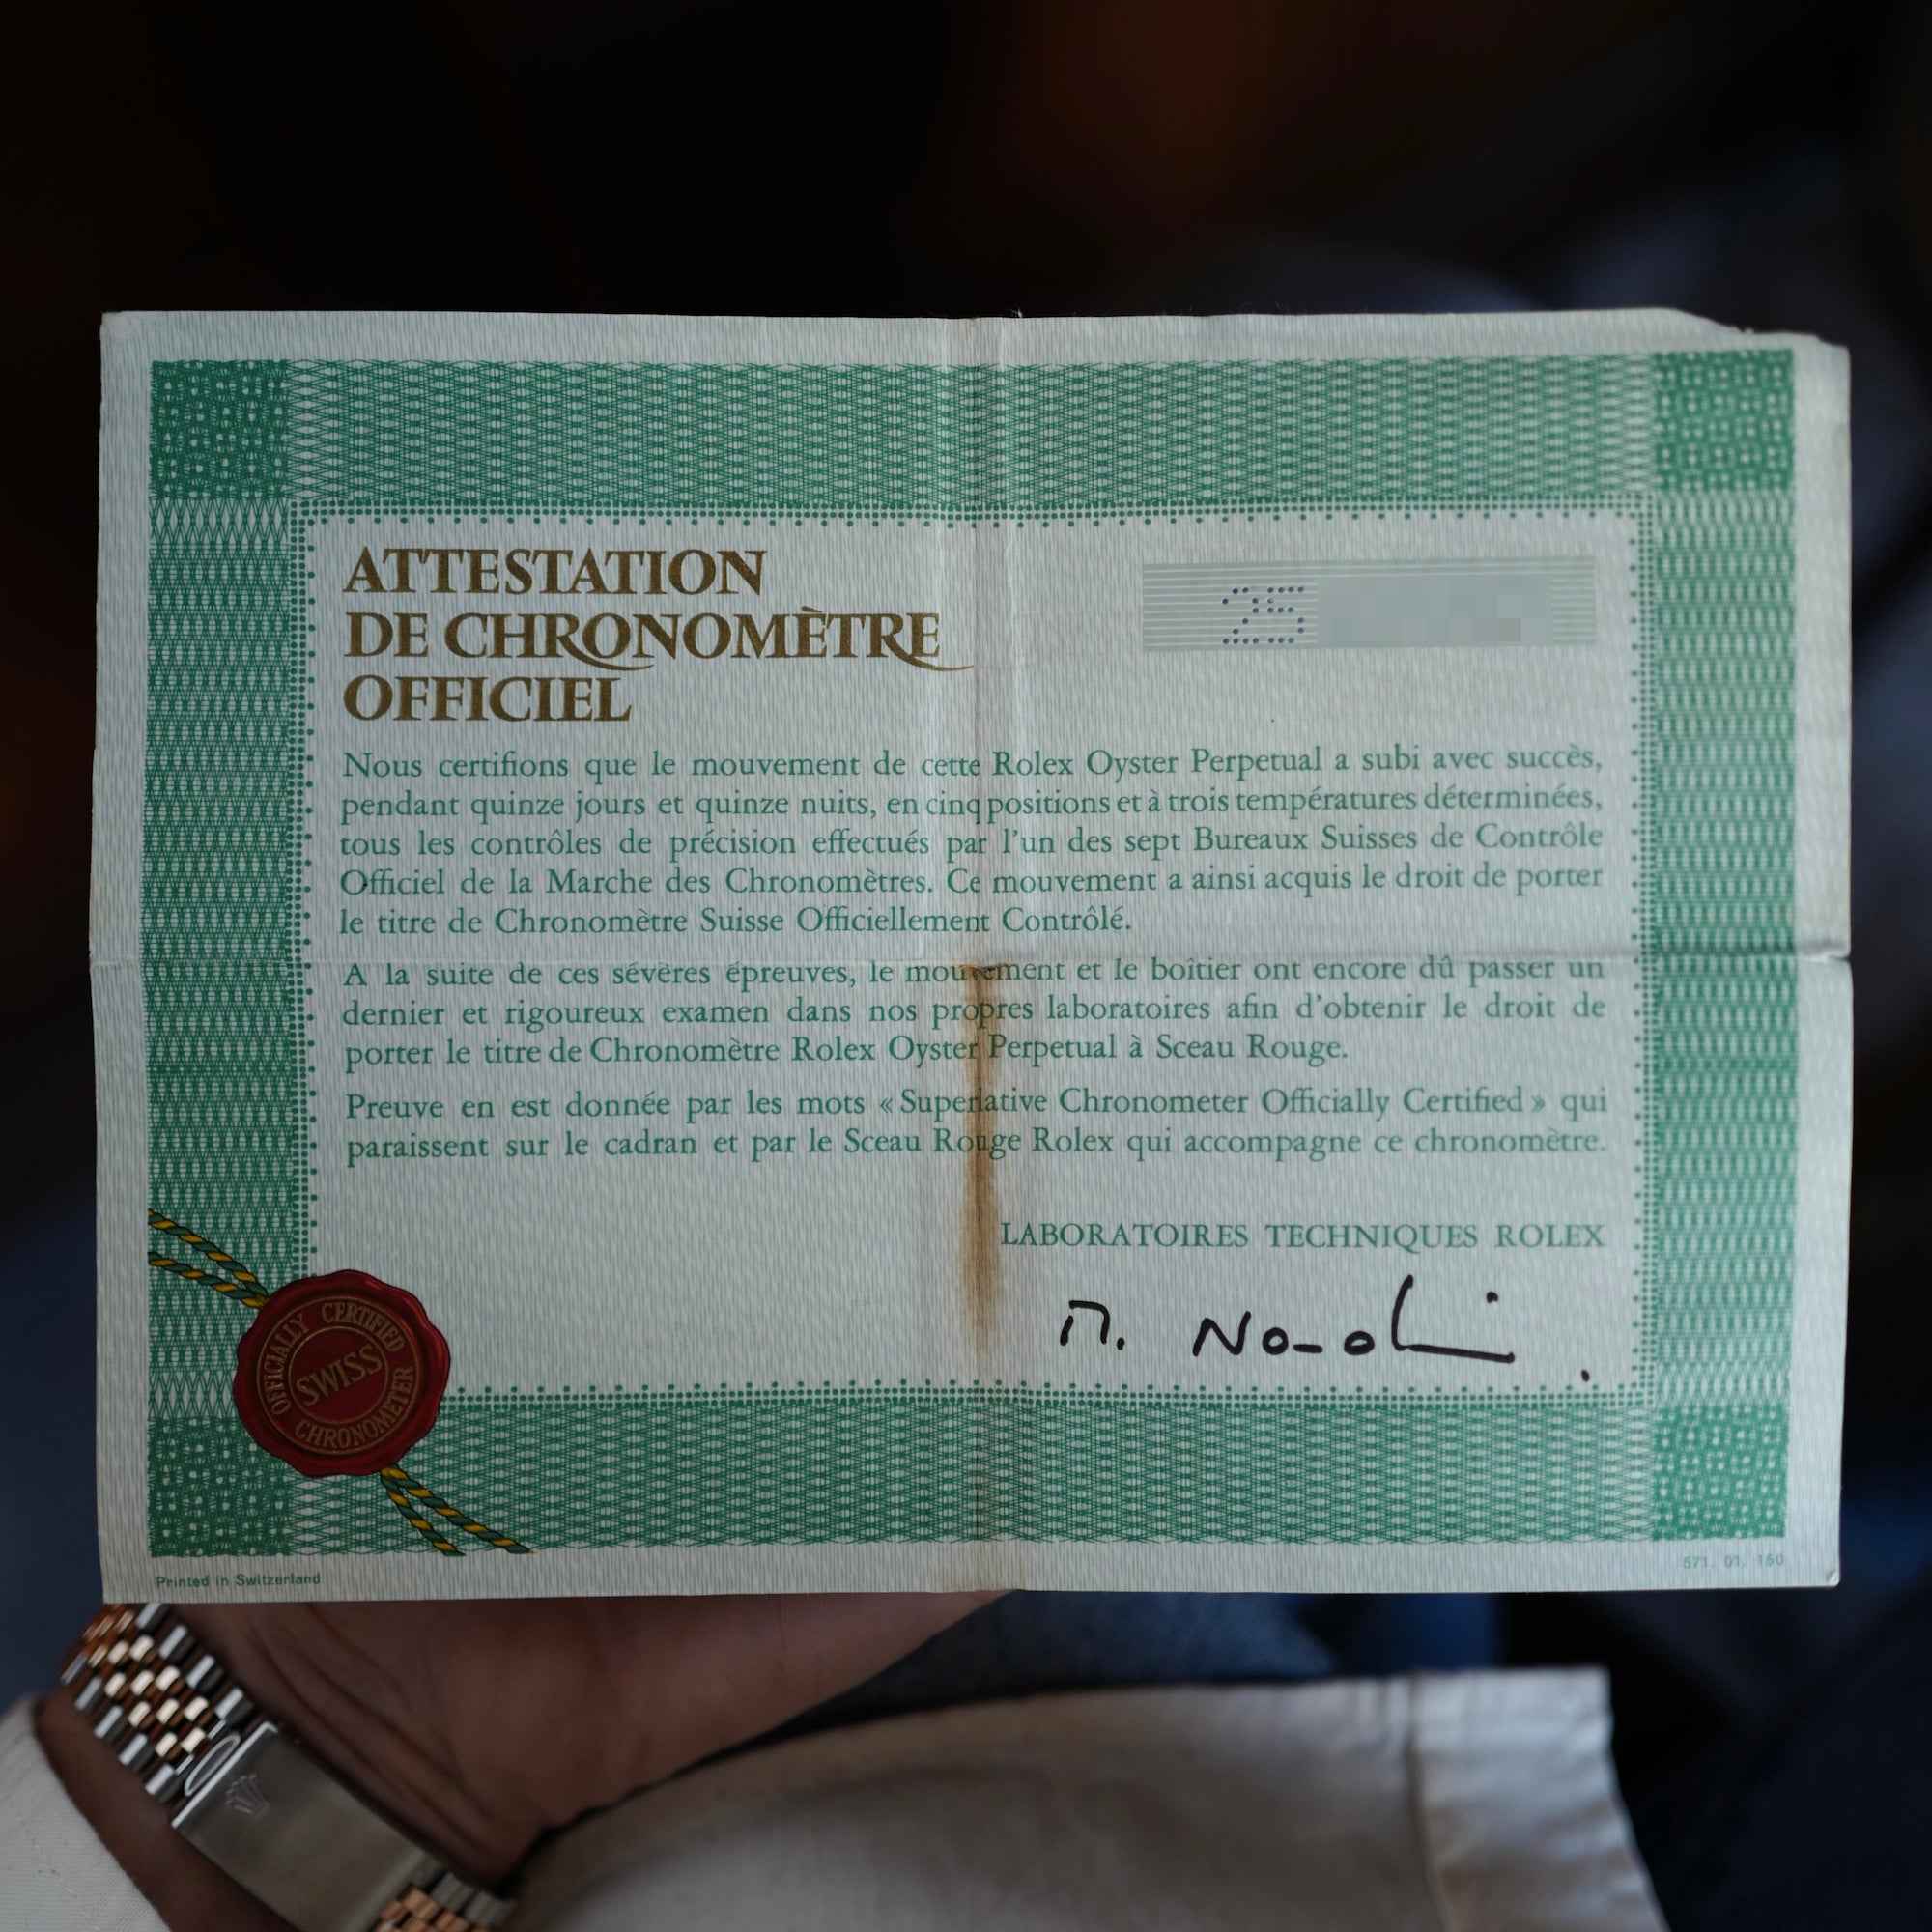 ATTESTATION
DE CHRONOMÈTRE
OFFICIEL
25
Nous certifions que le mouvement de cette Rolex Oyster Perpetual a subi avec succès,
pendant quinze jours et quinze nuits, en cinq positions et à trois températures déterminées,
tous les contrôles de précision effectués par l'un des sept Bureaux Suisses de Contrôle
Officiel de la Marche des Chronomètres. Ce mouvement a ainsi acquis le droit de porter
le titre de Chronomètre Suisse Officiellement Contrôlé.
A la suite de ces sévères épreuves, le mouvement et le boîtier ont encore dû passer un
dernier et rigoureux examen dans nos propres laboratoires afin d'obtenir le droit de
porter le titre de Chronomètre Rolex Oyster Perpetual à Sceau Rouge.
Preuve en est donnée par les mots « Superlative Chronometer Officially Certified » qui
paraissent sur le cadran et par le Sceau Rouge Rolex qui accompagne ce chronomètre.
LABORATOIRES TECHNIQUES ROLEX
OFFICIALLY CERTIFIED
SWISS
CHRONOMETER
Printed in Switzerland
571. 01. 150